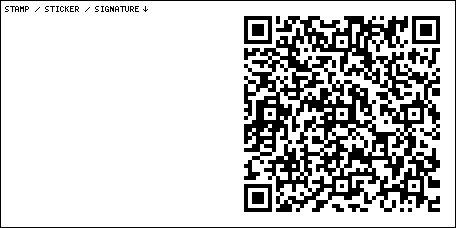 STAMP / STICKER / SIGNATURE ↓